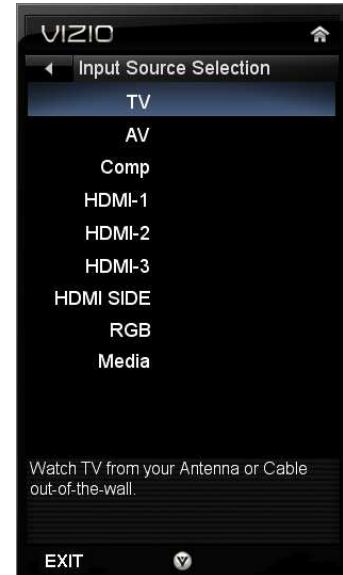 VIZIO
Input Source Selection
TV
AV
Comp
HDMI-1
HDMI-2
HDMI-3
HDMI SIDE
RGB
Media
Watch TV from your Antenna or Cable
out-of-the-wall.
EXIT
V